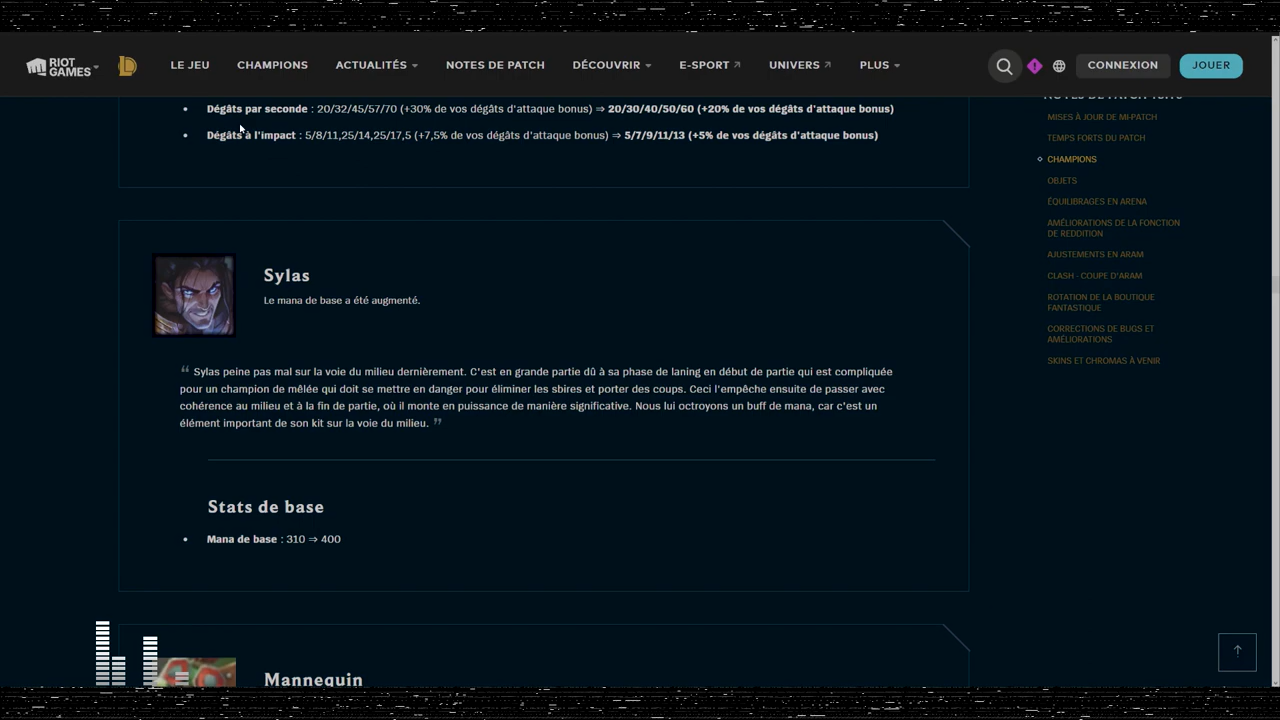 RIOT GAMES
LE JEU
CHAMPIONS
ACTUALITÉS
NOTES DE PATCH
DÉCOUVRIR
E-SPORT
UNIVERS
PLUS
CONNEXION
JOUER
Dégâts par seconde : 20/32/45/57/70 (+30% de vos dégâts d'attaque bonus) ⇒ 20/30/40/50/60 (+20% de vos dégâts d'attaque bonus)
Dégâts à l'impact : 5/8/11,25/14,25/17,5 (+7,5% de vos dégâts d'attaque bonus) ⇒ 5/7/9/11/13 (+5% de vos dégâts d'attaque bonus)
Sylas
Le mana de base a été augmenté.
“ Sylas peine pas mal sur la voie du milieu dernièrement. C'est en grande partie dû à sa phase de laning en début de partie qui est compliquée
pour un champion de mêlée qui doit se mettre en danger pour éliminer les sbires et porter des coups. Ceci l'empêche ensuite de passer avec
cohérence au milieu et à la fin de partie, où il monte en puissance de manière significative. Nous lui octroyons un buff de mana, car c'est un
élément important de son kit sur la voie du milieu. ”
Stats de base
Mana de base : 310 ⇒ 400
Mannequin
MISES À JOUR DE MI-PATCH
TEMPS FORTS DU PATCH
CHAMPIONS
OBJETS
ÉQUILIBRAGES EN ARENA
AMÉLIORATIONS DE LA FONCTION
DE REDDITION
AJUSTEMENTS EN ARAM
CLASH - COUPE D'ARAM
ROTATION DE LA BOUTIQUE
FANTASTIQUE
CORRECTIONS DE BUGS ET
AMÉLIORATIONS
SKINS ET CHROMAS À VENIR